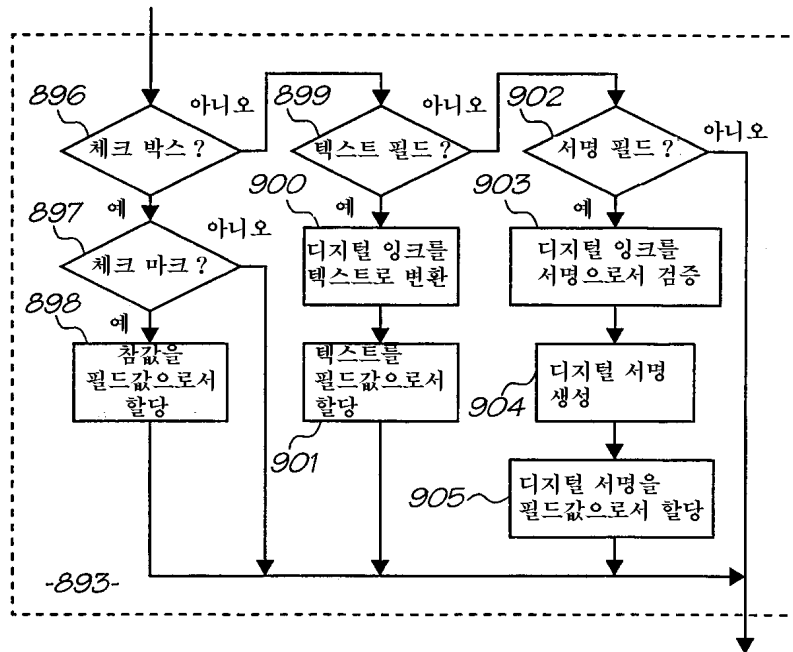 896
체크 박스 ?
아니오
899
텍스트 필드 ?
아니오
902
서명 필드 ?
아니오
예
897
체크 마크 ?
아니오
예
898
참값을
필드값으로서
할당
예
900
디지털 잉크를
텍스트로 변환
텍스트를
필드값으로서
할당
901
예
903
디지털 잉크를
서명으로서 검증
디지털 서명
생성
904
디지털 서명을
필드값으로서 할당
905
-893-